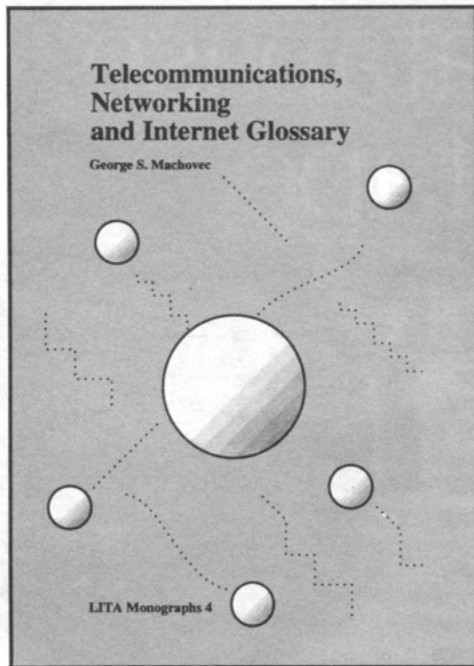 Telecommunications,
Networking
and Internet Glossary
George S. Machovec
LITA Monographs 4